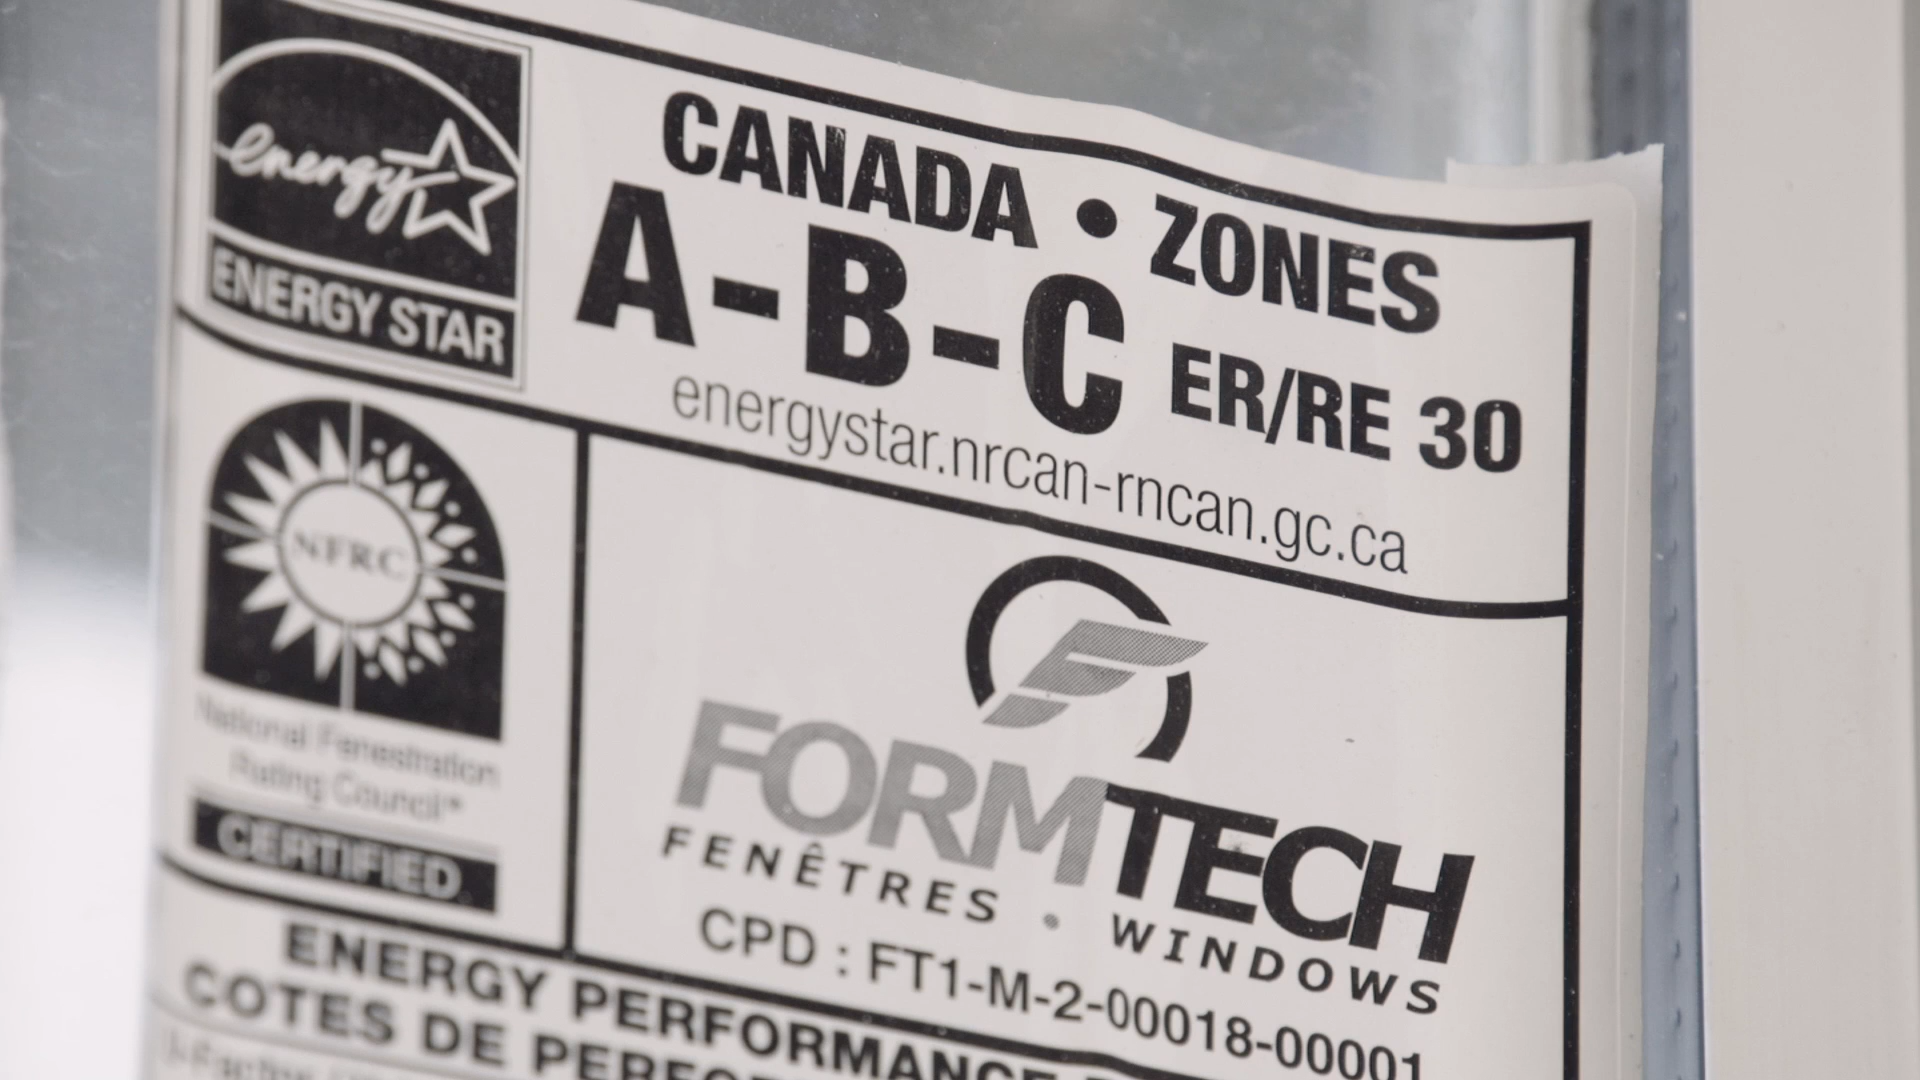 energy
ENERGY STAR
CANADA • ZONES
A-B-C ER/RE 30
energystar.nrcan-rncan.gc.ca
NFRC
National Fenestration
Rating Council®
CERTIFIED
FORMTECH
FENÊTRES • WINDOWS
CPD : FT1-M-2-00018-00001
ENERGY PERFORMANCE
COTES DE